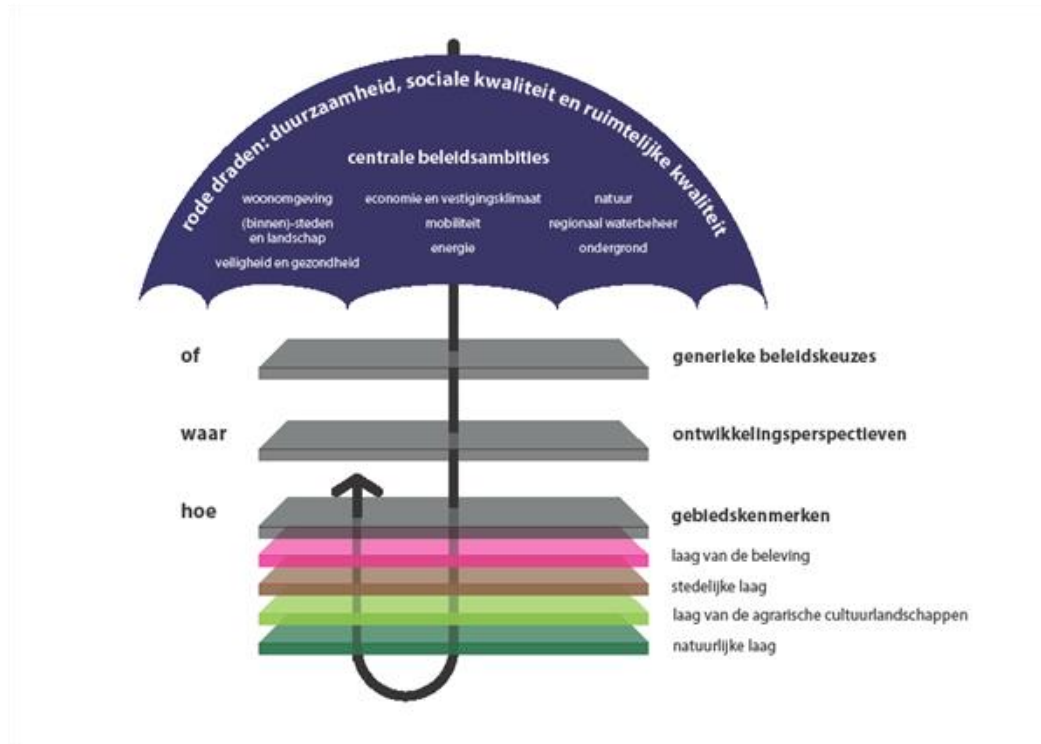 rode draden: duurzaamheid, sociale kwaliteit en ruimtelijke kwaliteit
centrale beleidsambities
woonomgeving
(binnen)-steden
en landschap
veiligheid en gezondheid
economie en vestigingsklimaat
mobiliteit
energie
natuur
regionaal waterbeheer
ondergrond
of
generieke beleidskeuzes
waar
ontwikkelingsperspectieven
hoe
gebiedskenmerken
laag van de beleving
stedelijke laag
laag van de agrarische cultuurlandschappen
natuurlijke laag